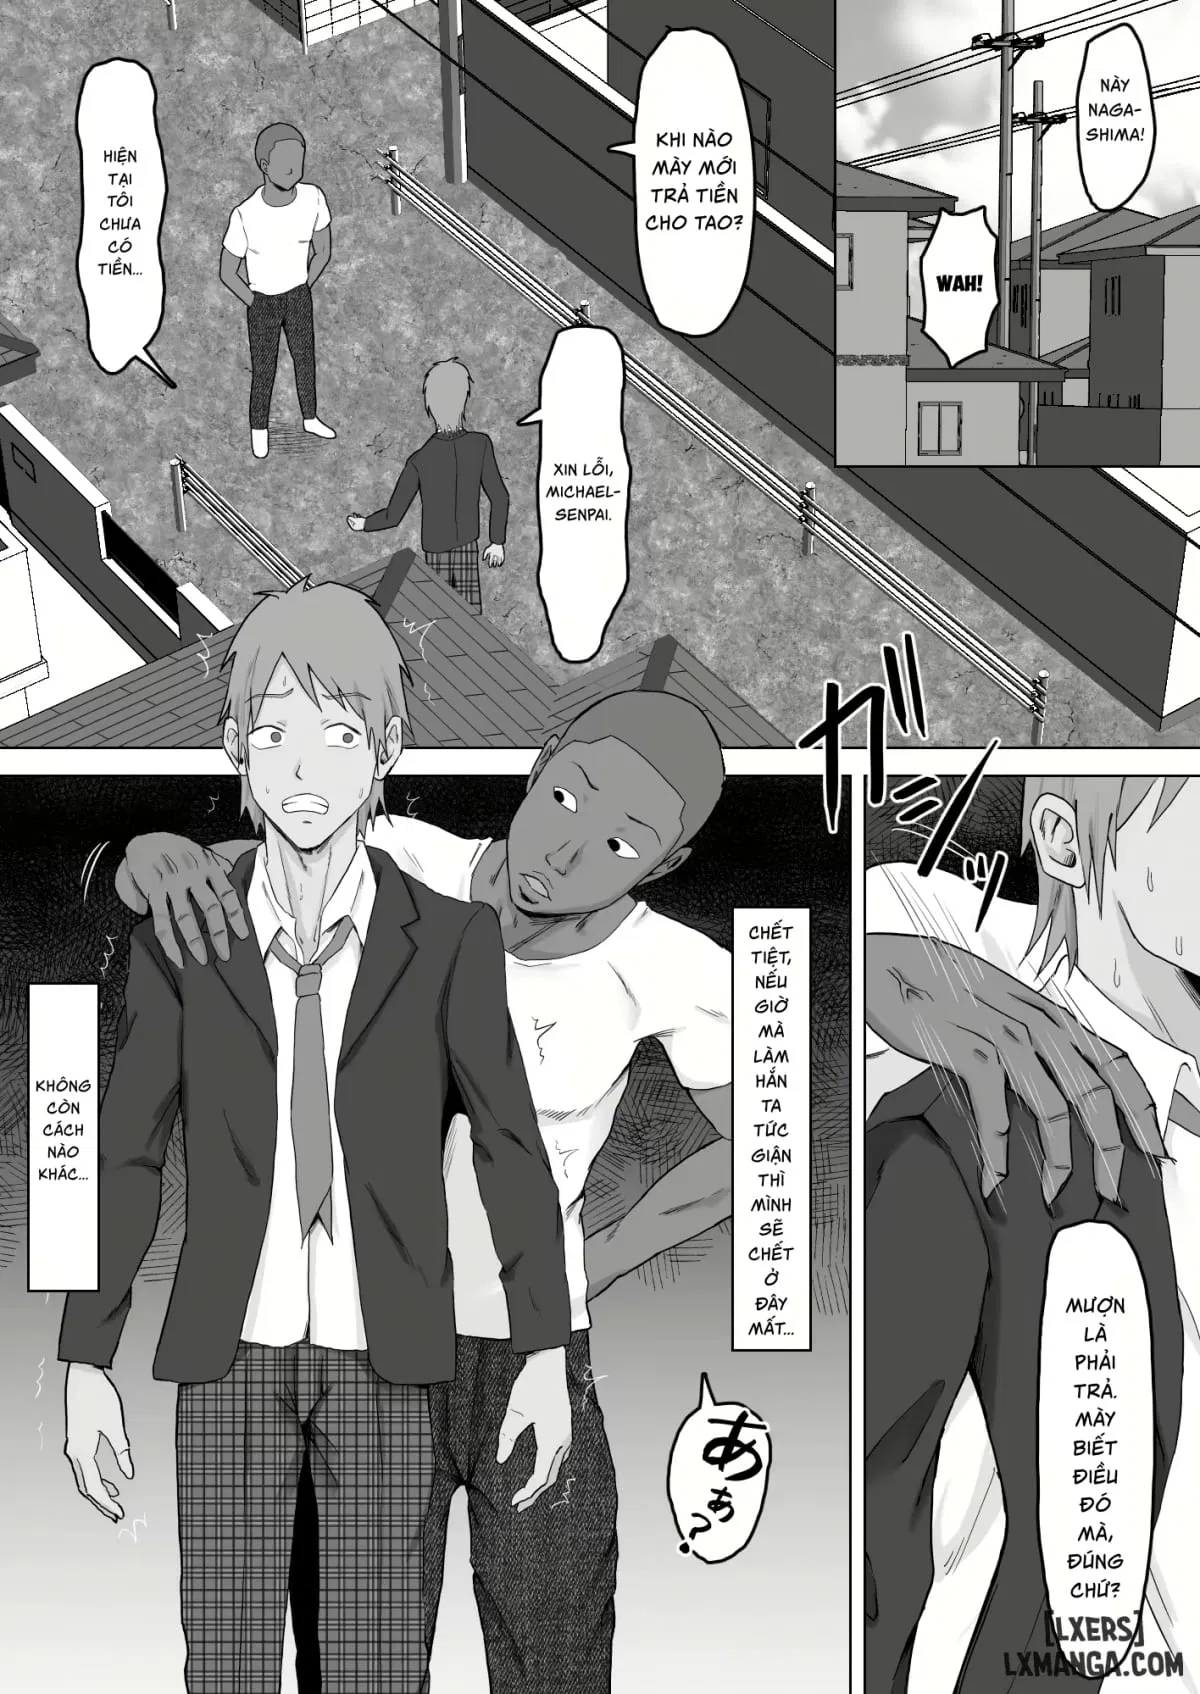 NÀY
NAGA-
SHIMA!
WAH!
KHI NÀO
MÀY MỚI
TRẢ TIỀN
CHO TAO?
XIN LỖI,
MICHAEL-
SENPAI.
HIỆN
TẠI
TÔI
CHƯA
CÓ
TIỀN...
ガシッ
MƯỢN
LÀ
PHẢI
TRẢ.
MÀY
BIẾT
ĐIỀU
ĐÓ
MÀ,
ĐÚNG
CHỨ?
CHẾT
TIỆT,
NẾU
GIỜ
MÀ
LÀM
HẮN
TA
TỨC
GIẬN
THÌ
MÌNH
SẼ
CHẾT
Ở
ĐÂY
MẤT...
あぁ?
KHÔNG
CÒN
CÁCH
NÀO
KHÁC...
[LXERS]
LXMANGA.COM